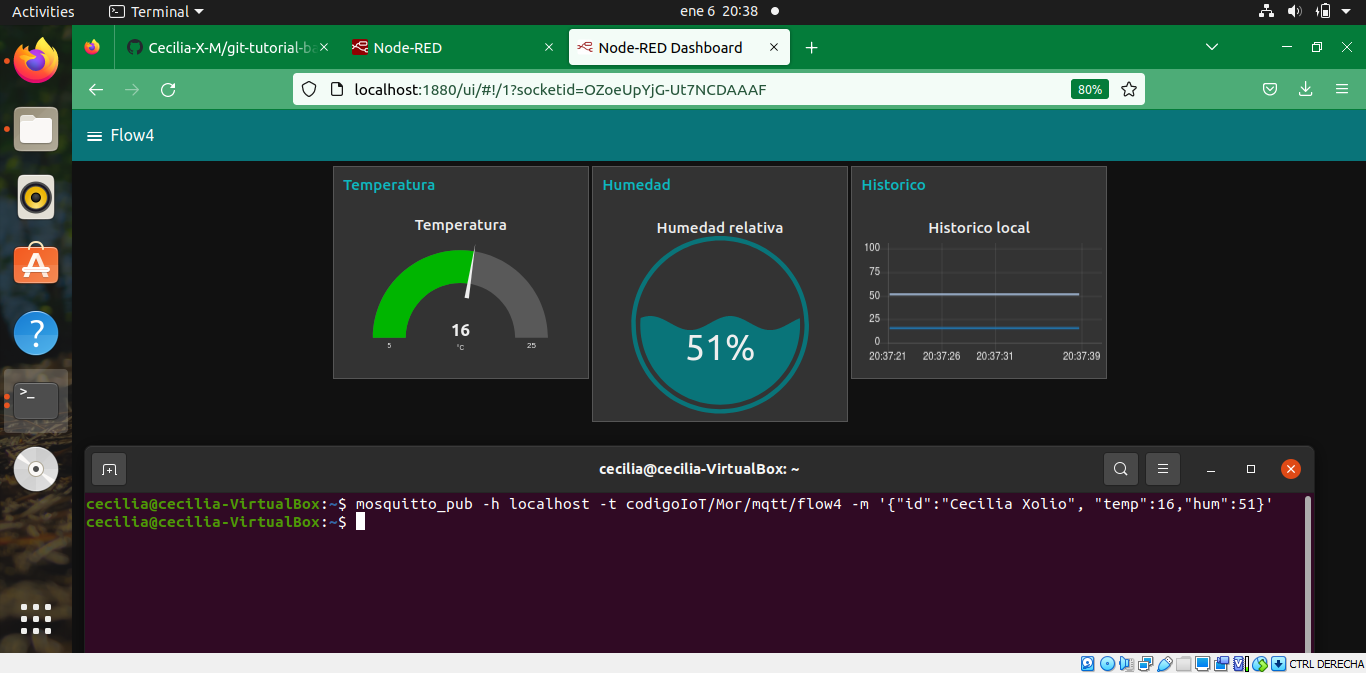 Activities Terminal ene 6 20:38
Cecilia-X-M/git-tutorial-ba
Node-RED
Node-RED Dashboard
localhost:1880/ui/#!/1?socketid=OZoeUpYjG-Ut7NCDAAAF 80%
Flow4
Temperatura
Temperatura
16
°C
5 25
Humedad
Humedad relativa
51%
Historico
Historico local
100
75
50
25
0
20:37:21 20:37:26 20:37:31 20:37:39
cecilia@cecilia-VirtualBox: ~
cecilia@cecilia-VirtualBox:~$ mosquitto_pub -h localhost -t codigoIoT/Mor/mqtt/flow4 -m '{"id":"Cecilia Xolio", "temp":16,"hum":51}'
cecilia@cecilia-VirtualBox:~$
CTRL DERECHA